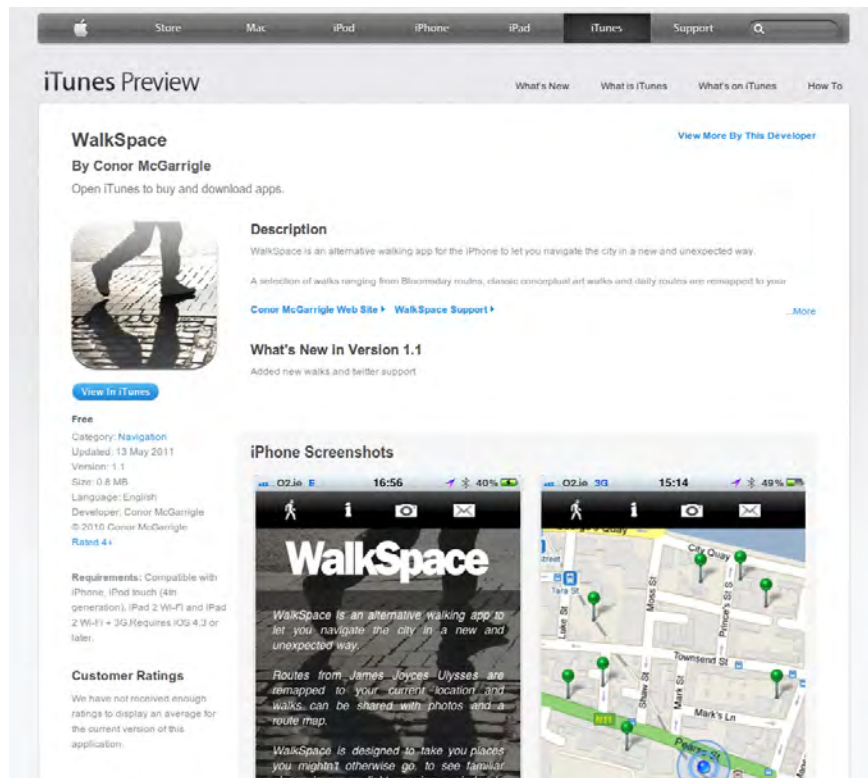 Store Mac iPod iPhone iPad iTunes Support
iTunes Preview
What's New What is iTunes What's on iTunes How To
WalkSpace
View More By This Developer
By Conor McGarrigle
Open iTunes to buy and download apps.
Description
WalkSpace is an alternative walking app for the iPhone to let you navigate the city in a new and unexpected way.
A selection of walks ranging from Bloomsday routes, classic conceptual art walks and daily routes are remapped to your
Conor McGarrigle Web Site WalkSpace Support ...More
What's New in Version 1.1
Added new walks and twitter support
View In iTunes
Free
Category: Navigation
Updated: 13 May 2011
Version: 1.1
Size: 0.8 MB
Language: English
Developer: Conor McGarrigle
© 2010 Conor McGarrigle
Rated 4+
Requirements: Compatible with
iPhone, iPod touch (4th
generation), iPad 2 Wi-Fi and iPad
2 Wi-Fi + 3G.Requires iOS 4.3 or
later.
Customer Ratings
We have not received enough
ratings to display an average for
the current version of this
application.
iPhone Screenshots
O2.ie E 16:56 40%
WalkSpace
WalkSpace is an alternative walking app to
let you navigate the city in a new and
unexpected way.
Routes from James Joyces Ulysses are
remapped to your current location and
walks can be shared with photos and a
route map.
WalkSpace is designed to take you places
you mightn't otherwise go, to see familiar
O2.ie 3G 15:14 49%
George's Quay
City Quay
Tara St
Luke St
Moss St
Prince's St S
Townsend St
Shaw St
Mark St
Mark's Ln
N11
Pearse St